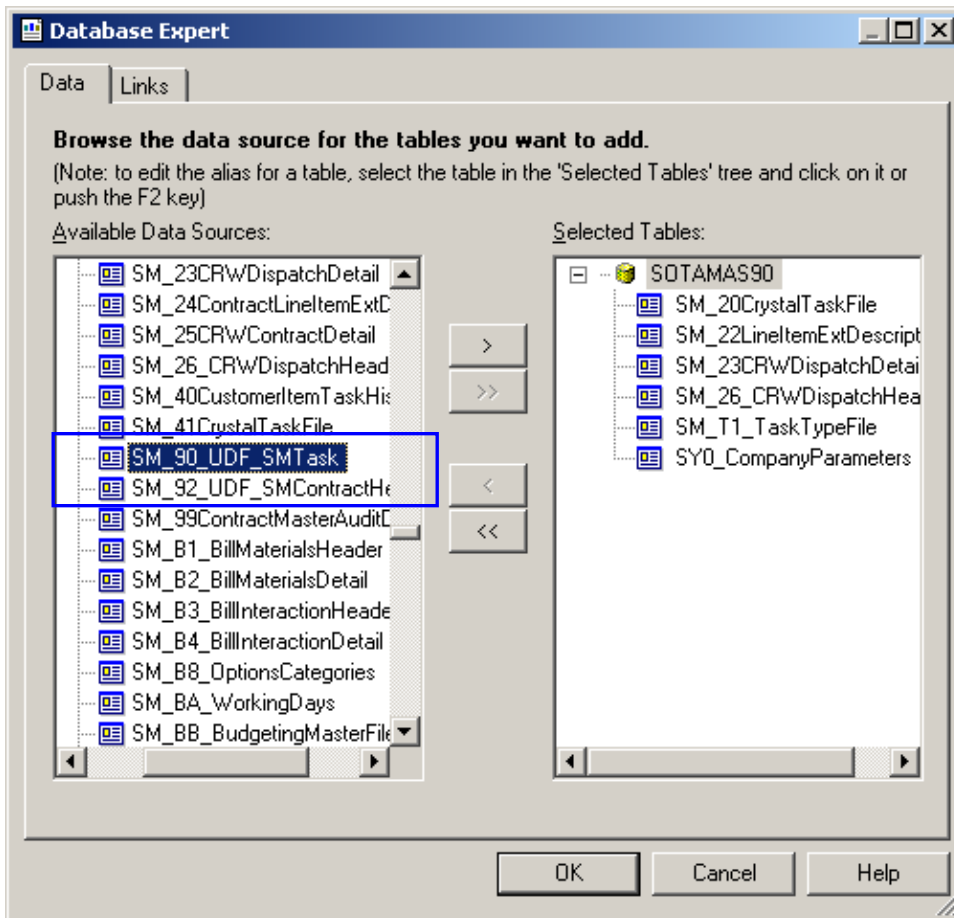 Database Expert
Data
Links
Browse the data source for the tables you want to add.
(Note: to edit the alias for a table, select the table in the 'Selected Tables' tree and click on it or
push the F2 key)
Available Data Sources:
Selected Tables:
SM_23CRWDispatchDetail
SM_24ContractLineItemExtD
SM_25CRWContractDetail
SM_26_CRWDispatchHead
SM_40CustomerItemTaskHis
SM_41CrystalTaskFile
SM_90_UDF_SMTask
SM_92_UDF_SMContractHe
SM_99ContractMasterAuditD
SM_B1_BillMaterialsHeader
SM_B2_BillMaterialsDetail
SM_B3_BillInteractionHeade
SM_B4_BillInteractionDetail
SM_B8_OptionsCategories
SM_BA_WorkingDays
SM_BB_BudgetingMasterFile
>
>>
<
<<
SOTAMAS90
SM_20CrystalTaskFile
SM_22LineItemExtDescript
SM_23CRWDispatchDetai
SM_26_CRWDispatchHea
SM_T1_TaskTypeFile
SY0_CompanyParameters
OK
Cancel
Help